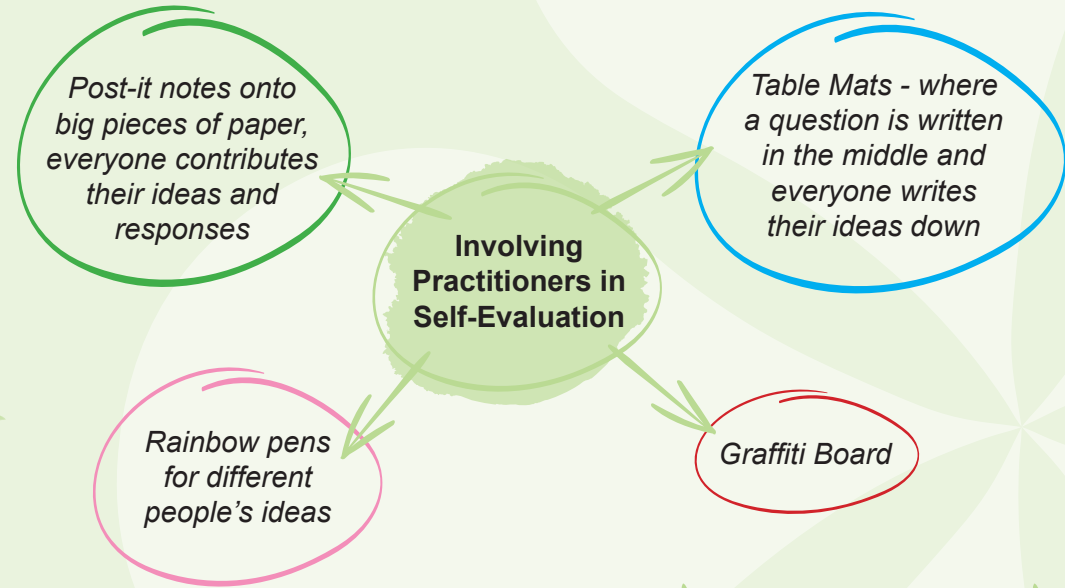 Post-it notes onto
big pieces of paper,
everyone contributes
their ideas and
responses
Table Mats - where
a question is written
in the middle and
everyone writes
their ideas down
Involving
Practitioners in
Self-Evaluation
Rainbow pens
for different
people's ideas
Graffiti Board